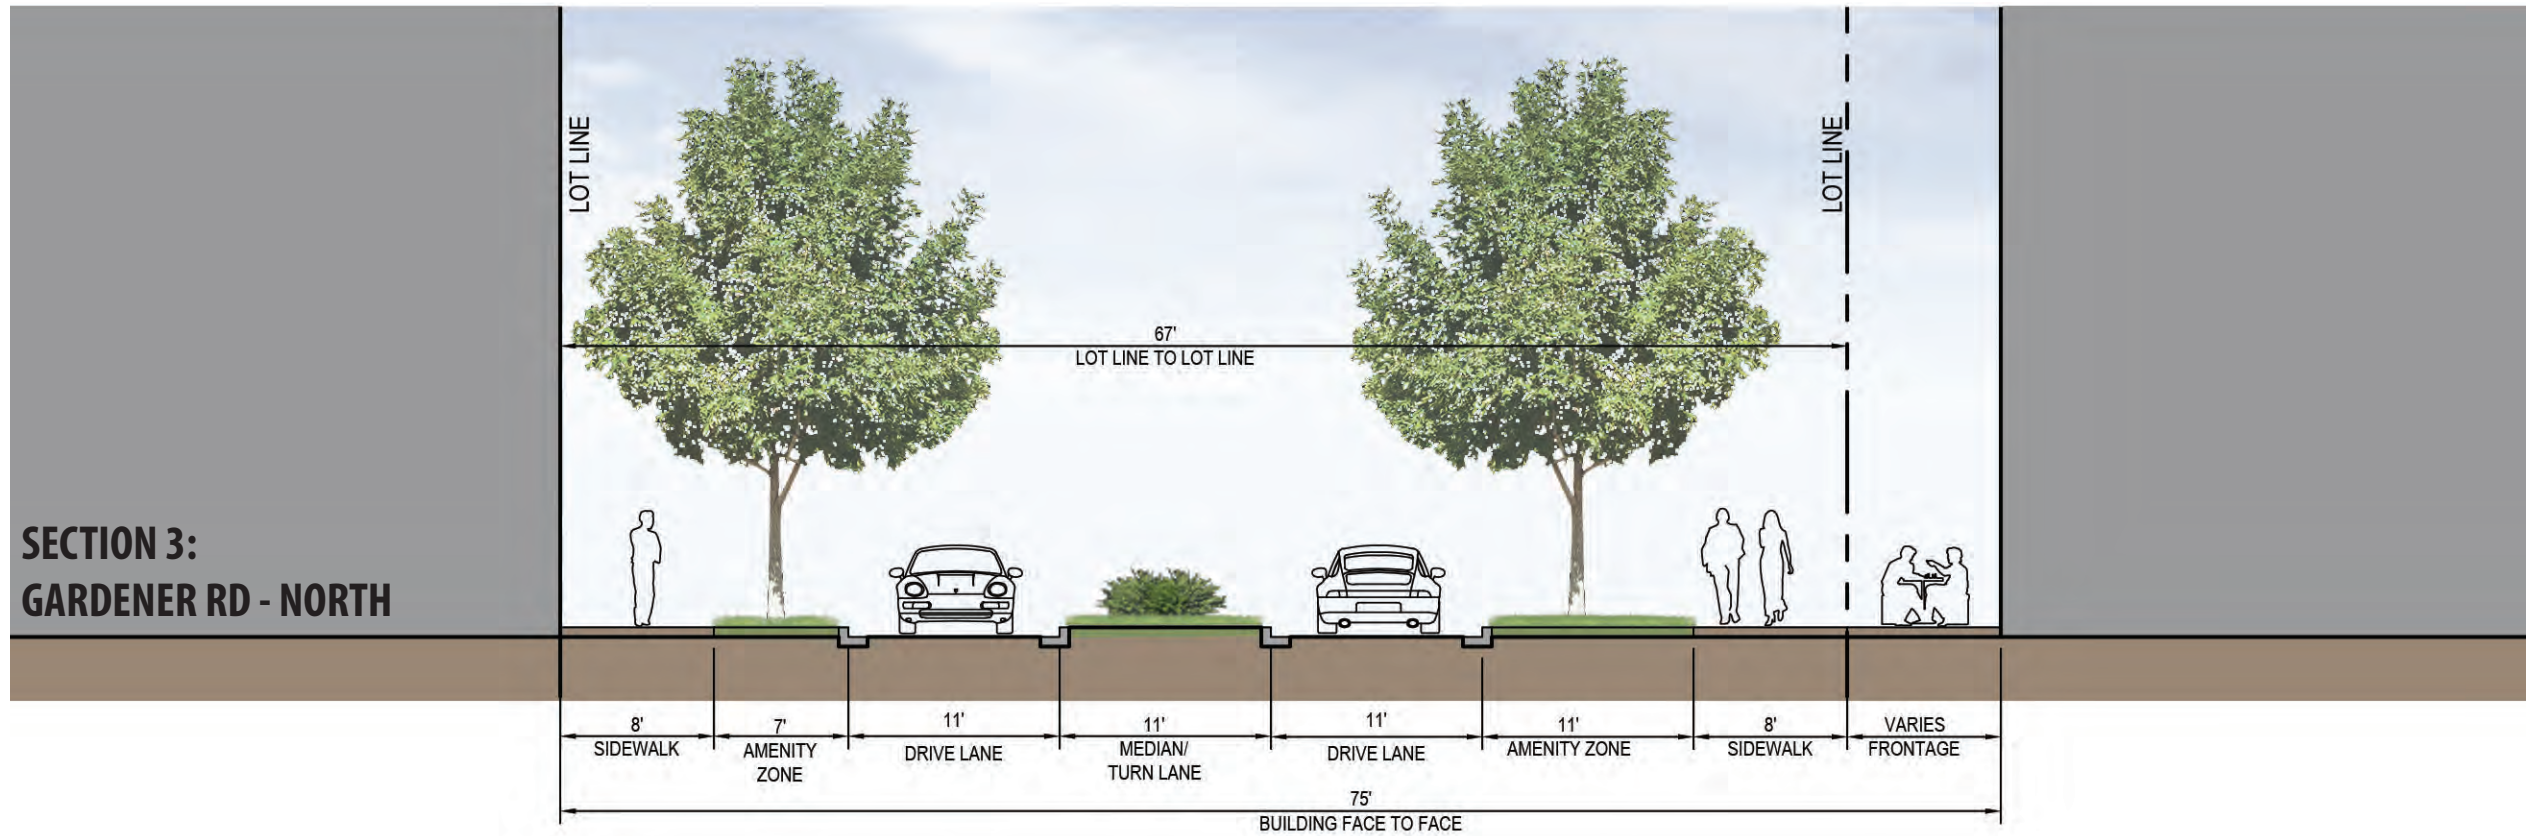 LOT LINE
LOT LINE
67'
LOT LINE TO LOT LINE
SECTION 3:
GARDENER RD - NORTH
8'
SIDEWALK
7'
AMENITY
ZONE
11'
DRIVE LANE
11'
MEDIAN/
TURN LANE
11'
DRIVE LANE
11'
AMENITY ZONE
8'
SIDEWALK
VARIES
FRONTAGE
75'
BUILDING FACE TO FACE